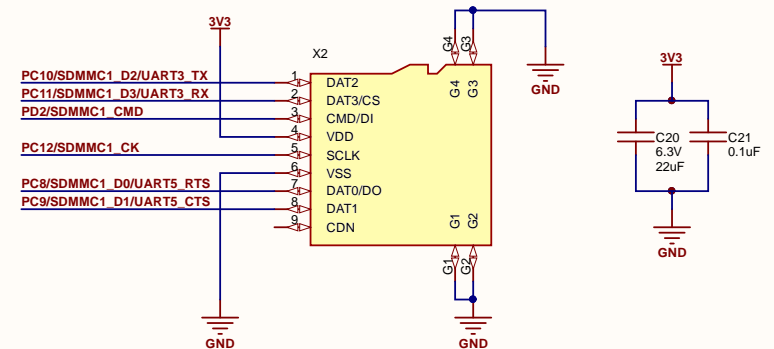 3V3
X2
G4
G3
G4
G3
GND
PC10/SDMMC1_D2/UART3_TX
1
DAT2
PC11/SDMMC1_D3/UART3_RX
2
DAT3/CS
PD2/SDMMC1_CMD
3
CMD/DI
4
VDD
PC12/SDMMC1_CK
5
SCLK
6
VSS
PC8/SDMMC1_D0/UART5_RTS
7
DAT0/DO
PC9/SDMMC1_D1/UART5_CTS
8
DAT1
9
CDN
G1
G2
G1
G2
GND
GND
3V3
C20
6.3V
22uF
C21
0.1uF
GND